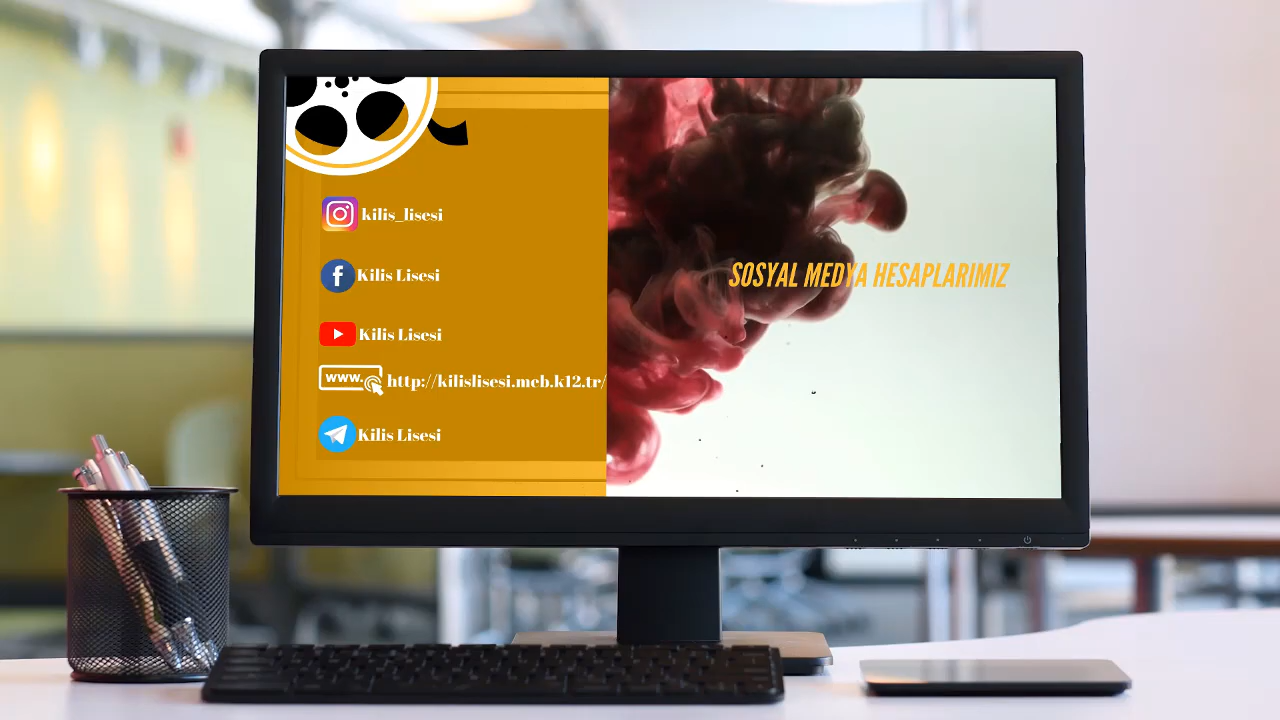 kilis_lisesi
Kilis Lisesi
Kilis Lisesi
www.
http://kilislisesi.meb.k12.tr/
Kilis Lisesi
SOSYAL MEDYA HESAPLARIMIZ